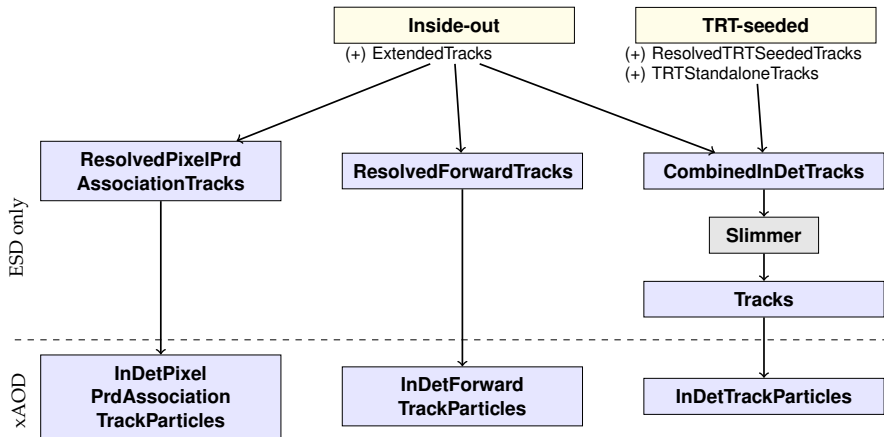 Inside-out
TRT-seeded
(+) ExtendedTracks
(+) ResolvedTRTSeededTracks
(+) TRTStandaloneTracks
ResolvedPixelPrd
AssociationTracks
ResolvedForwardTracks
CombinedInDetTracks
ESD only
Slimmer
Tracks
xAOD
InDetPixel
PrdAssociation
TrackParticles
InDetForward
TrackParticles
InDetTrackParticles